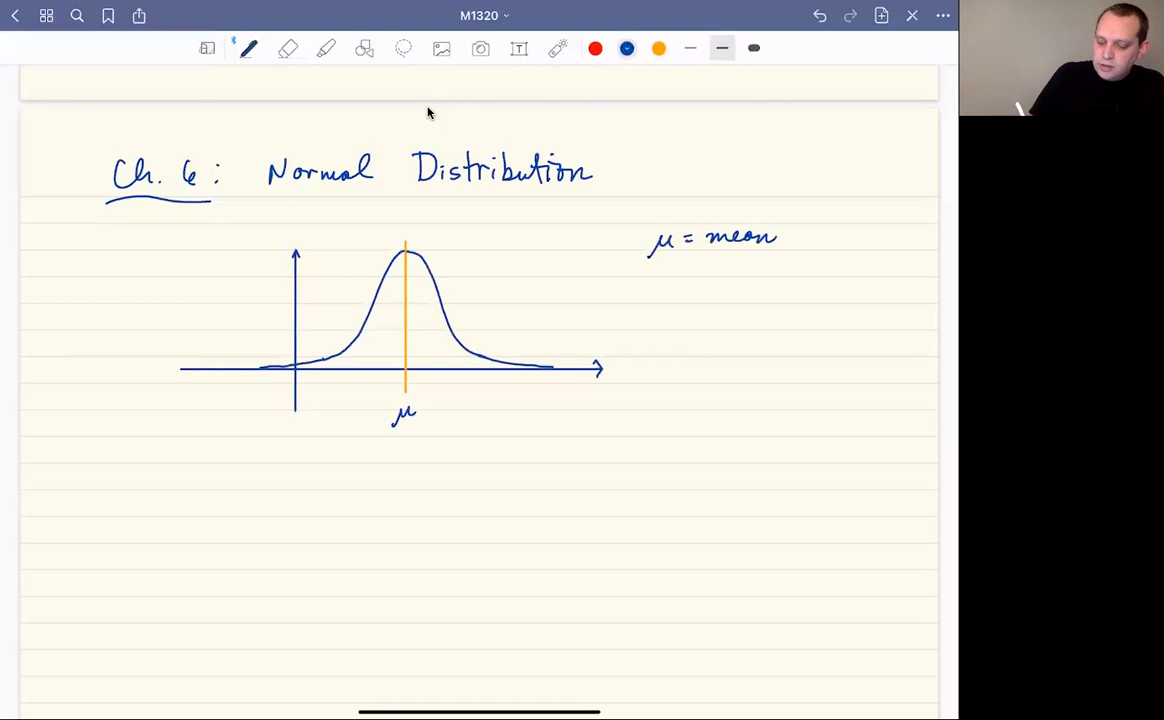 M1320
T
Ch. 6: Normal Distribution
μ = mean
μ